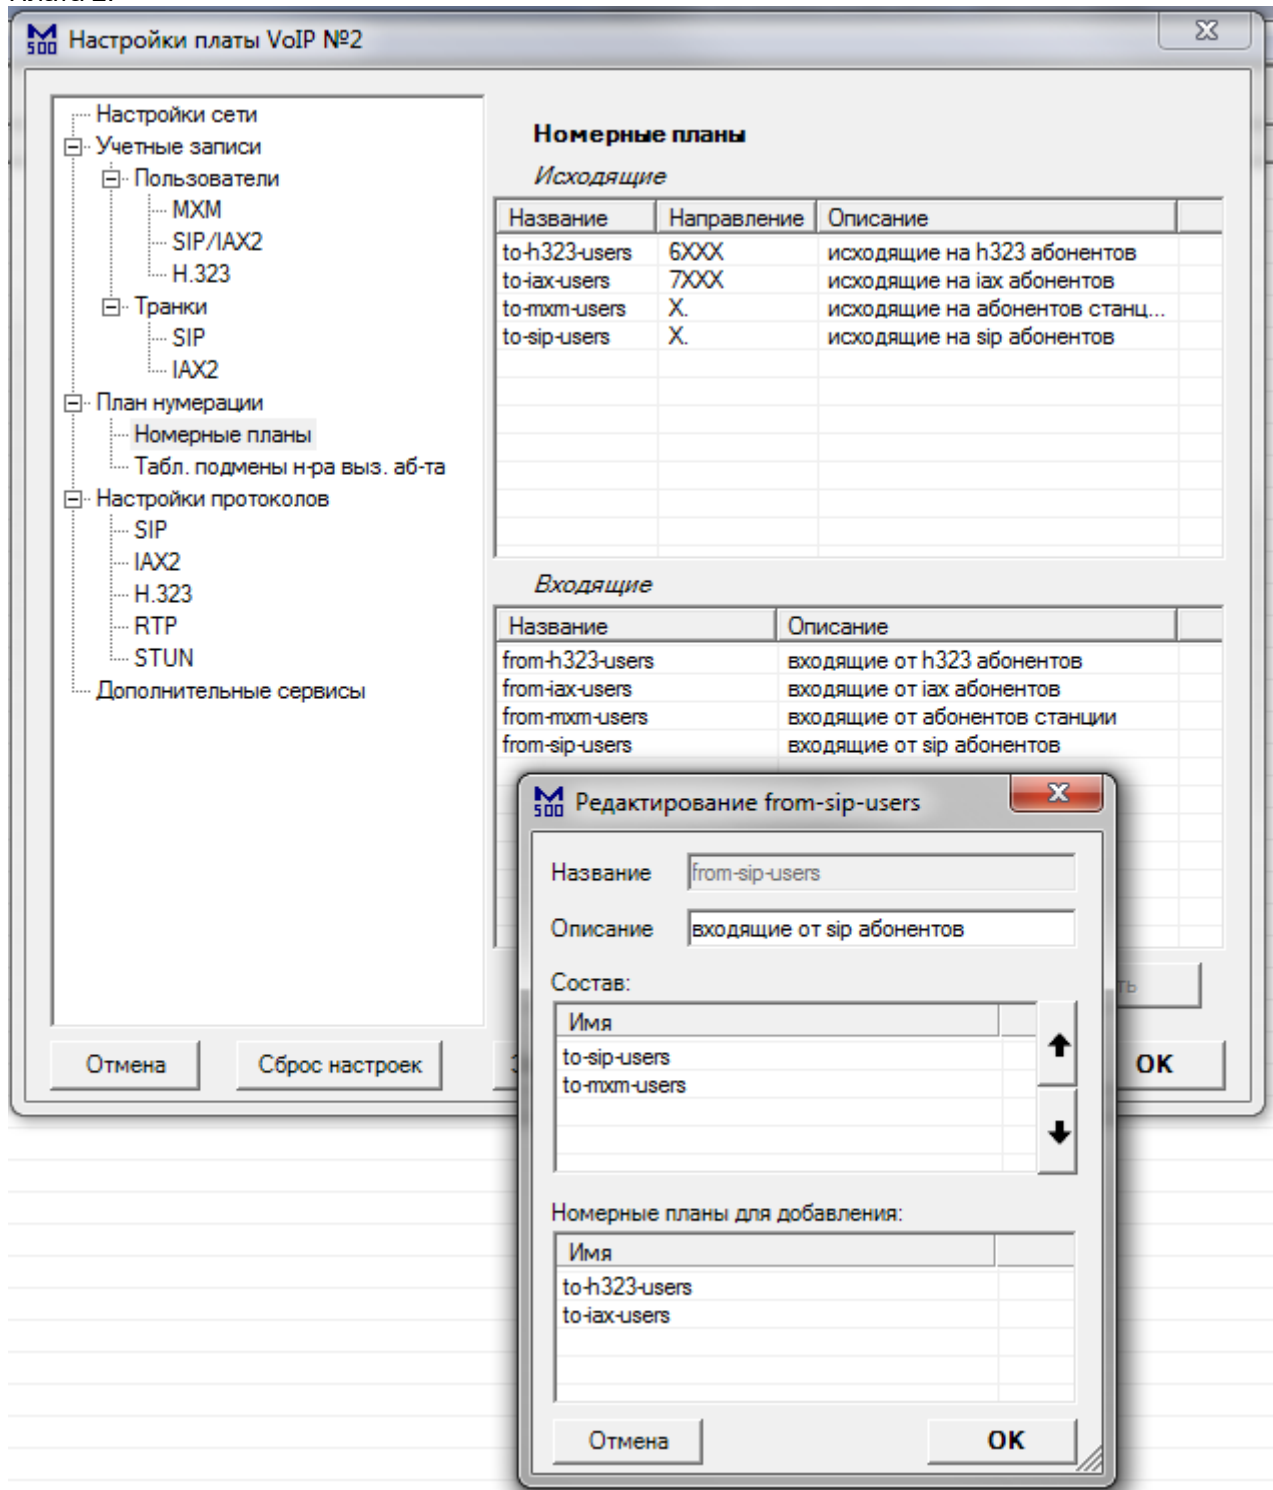 M 500 Настройки платы VoIP №2
Настройки сети
Учетные записи
Пользователи
MXM
SIP/IAX2
H.323
Транки
SIP
IAX2
План нумерации
Номерные планы
Табл. подмены н-ра выз. аб-та
Настройки протоколов
SIP
IAX2
H.323
RTP
STUN
Дополнительные сервисы
Номерные планы
Исходящие
Название Направление Описание
to-h323-users 6XXX исходящие на h323 абонентов
to-iax-users 7XXX исходящие на iax абонентов
to-mxm-users X. исходящие на абонентов станц...
to-sip-users X. исходящие на sip абонентов
Входящие
Название Описание
from-h323-users входящие от h323 абонентов
from-iax-users входящие от iax абонентов
from-mxm-users входящие от абонентов станции
from-sip-users входящие от sip абонентов
Отмена Сброс настроек OK
M 500 Редактирование from-sip-users
Название from-sip-users
Описание входящие от sip абонентов
Состав:
Имя
to-sip-users
to-mxm-users
Номерные планы для добавления:
Имя
to-h323-users
to-iax-users
Отмена OK